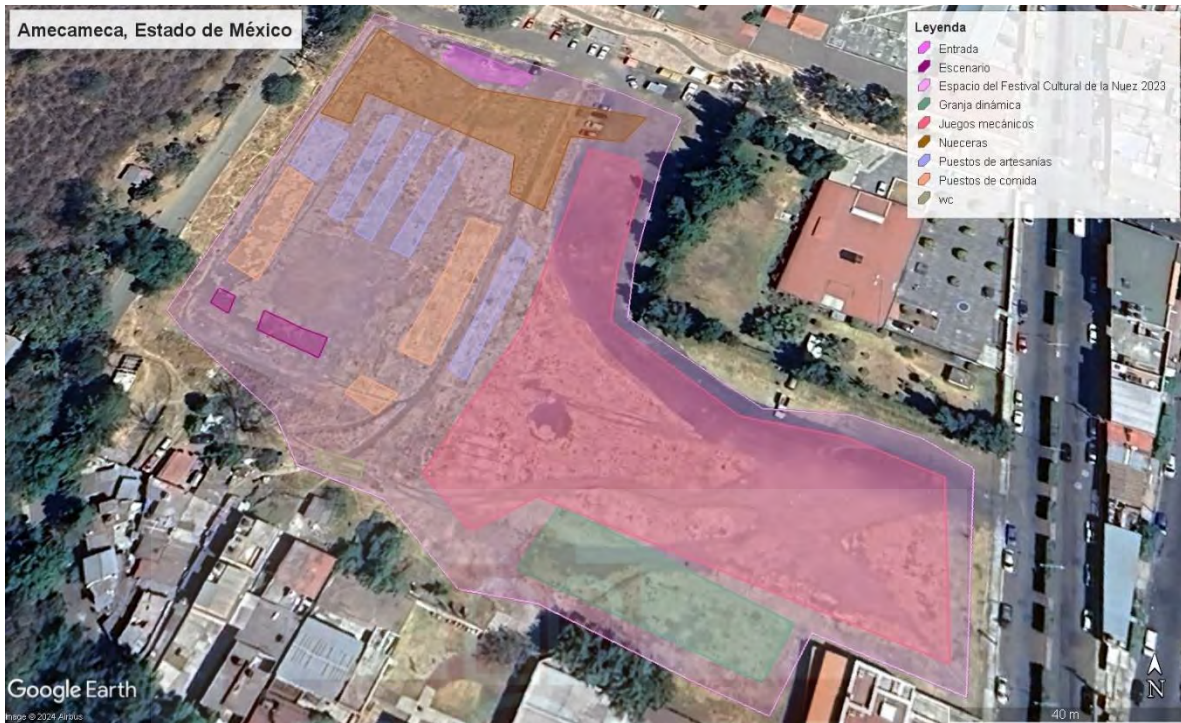 Amecameca, Estado de México
Leyenda
Entrada
Escenario
Espacio del Festival Cultural de la Nuez 2023
Granja dinámica
Juegos mecánicos
Nueceras
Puestos de artesanías
Puestos de comida
wc
Google Earth
Image © 2024 Airbus
40 m
N